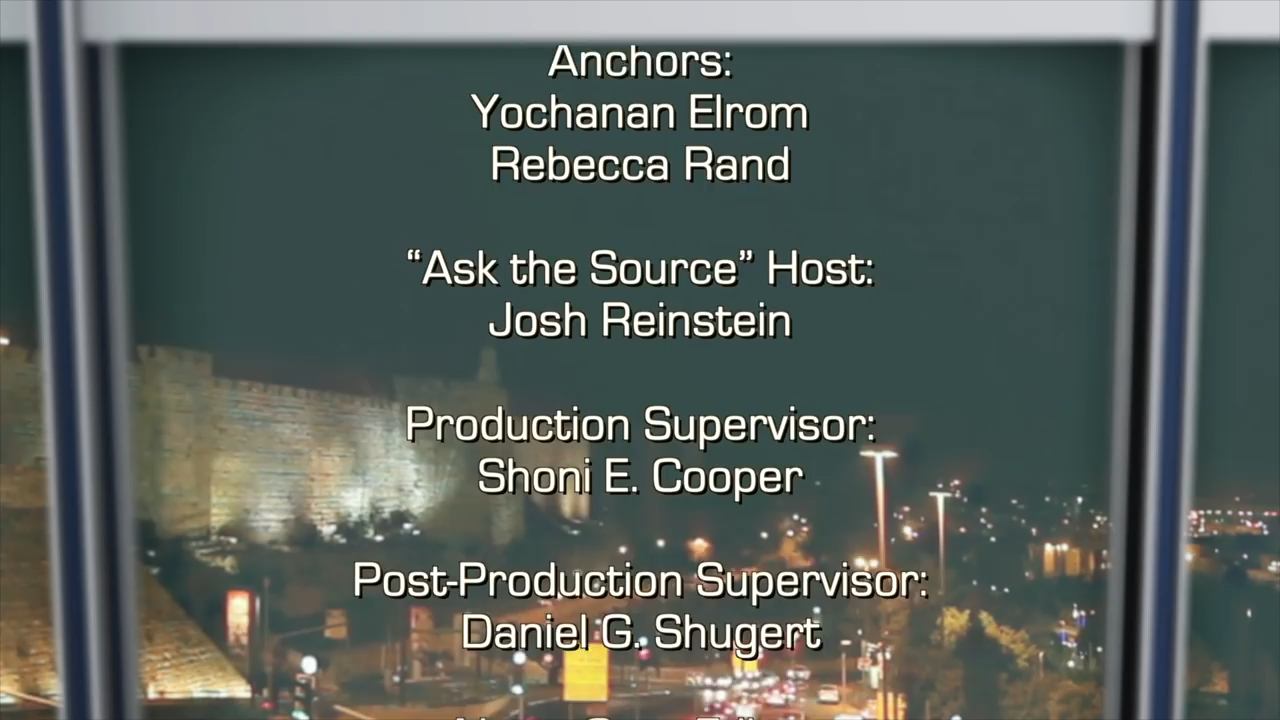 Anchors:
Yochanan Elrom
Rebecca Rand
“Ask the Source” Host:
Josh Reinstein
Production Supervisor:
Shoni E. Cooper
Post-Production Supervisor:
Daniel G. Shugert